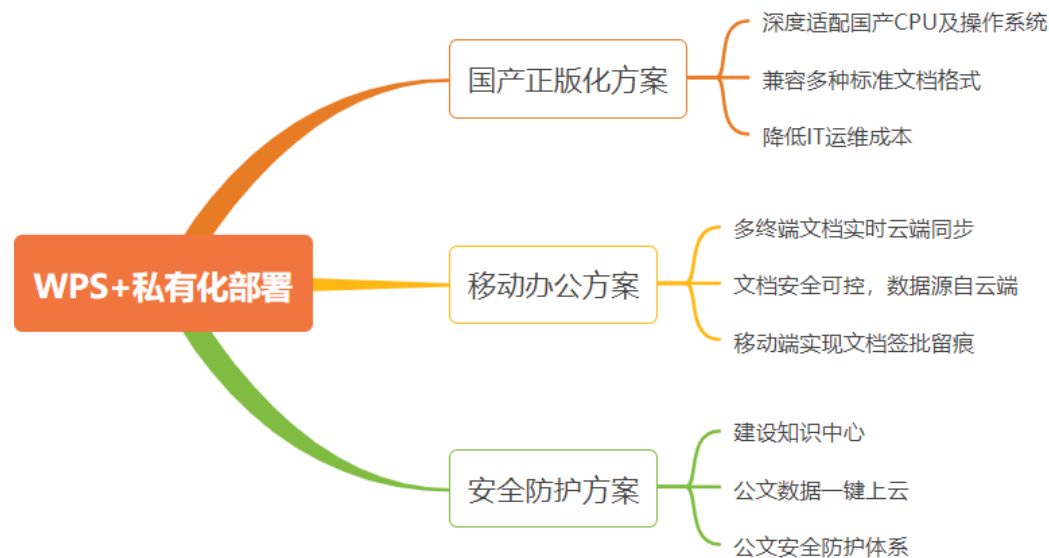 WPS+私有化部署
国产正版化方案
深度适配国产CPU及操作系统
兼容多种标准文档格式
降低IT运维成本
移动办公方案
多终端文档实时云端同步
文档安全可控，数据源自云端
移动端实现文档签批留痕
安全防护方案
建设知识中心
公文数据一键上云
公文安全防护体系